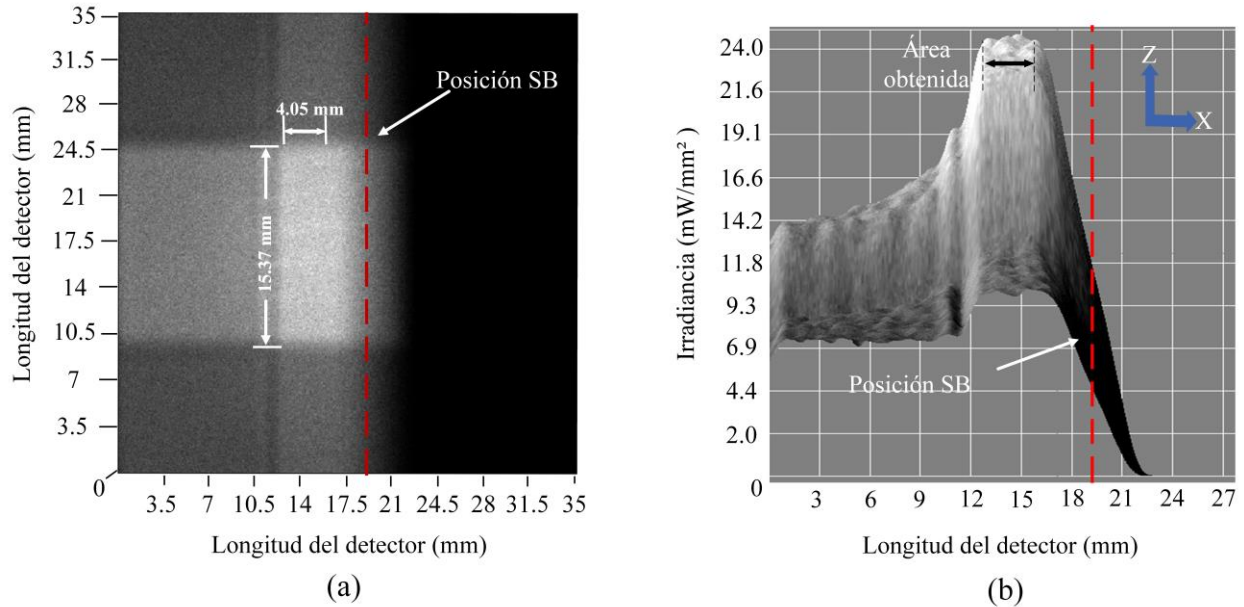 35
31.5
28
24.5
21
17.5
14
10.5
7
3.5
0
Longitud del detector (mm)
4.05 mm
15.37 mm
Posición SB
3.5 7 10.5 14 17.5 21 24.5 28 31.5 35
Longitud del detector (mm)
(a)
24.0
21.6
19.1
16.6
14.2
11.8
9.3
6.9
4.4
2.0
0
Irradiancia (mW/mm²)
Área
obtenida
Z
X
Posición SB
3 6 9 12 15 18 21 24 27
Longitud del detector (mm)
(b)